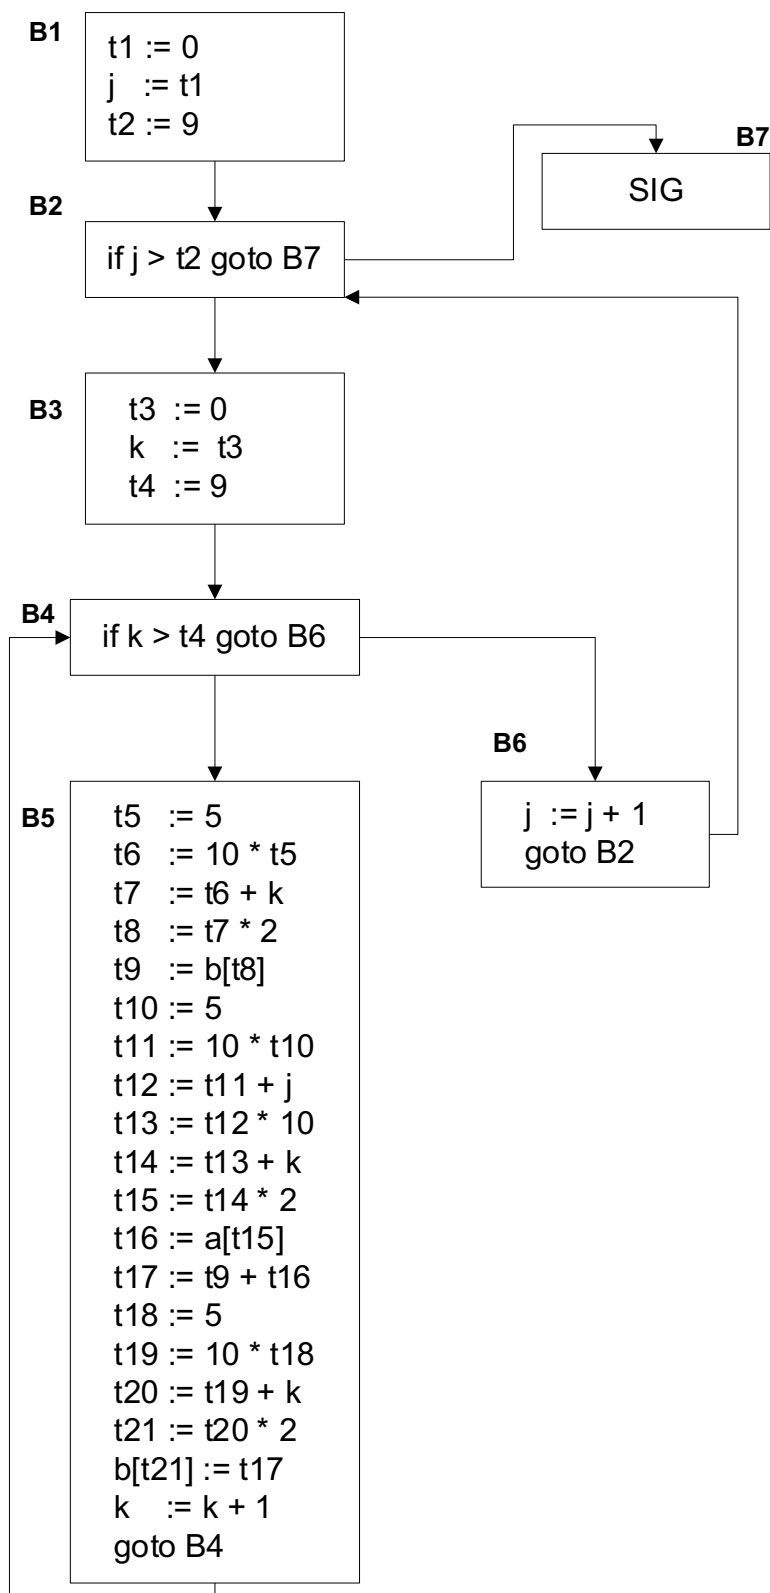 B1
t1 := 0
j := t1
t2 := 9
B7
SIG
B2
if j > t2 goto B7
B3
t3 := 0
k := t3
t4 := 9
B4
if k > t4 goto B6
B6
j := j + 1
goto B2
B5
t5 := 5
t6 := 10 * t5
t7 := t6 + k
t8 := t7 * 2
t9 := b[t8]
t10 := 5
t11 := 10 * t10
t12 := t11 + j
t13 := t12 * 10
t14 := t13 + k
t15 := t14 * 2
t16 := a[t15]
t17 := t9 + t16
t18 := 5
t19 := 10 * t18
t20 := t19 + k
t21 := t20 * 2
b[t21] := t17
k := k + 1
goto B4